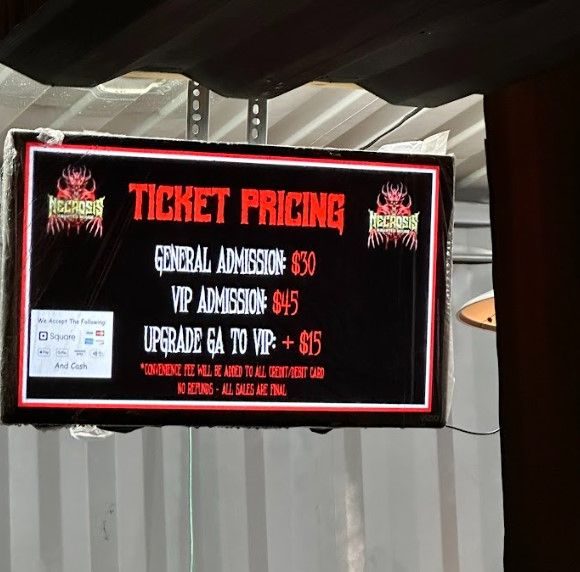 NECROSIS
TICKET PRICING
NECROSIS
GENERAL ADMISSION: $30
VIP ADMISSION: $45
UPGRADE GA TO VIP: + $15
We Accept The Following
Square
And Cash
*CONVENIENCE FEE WILL BE ADDED TO ALL CREDIT/DEBIT CARD
NO REFUNDS - ALL SALES ARE FINAL